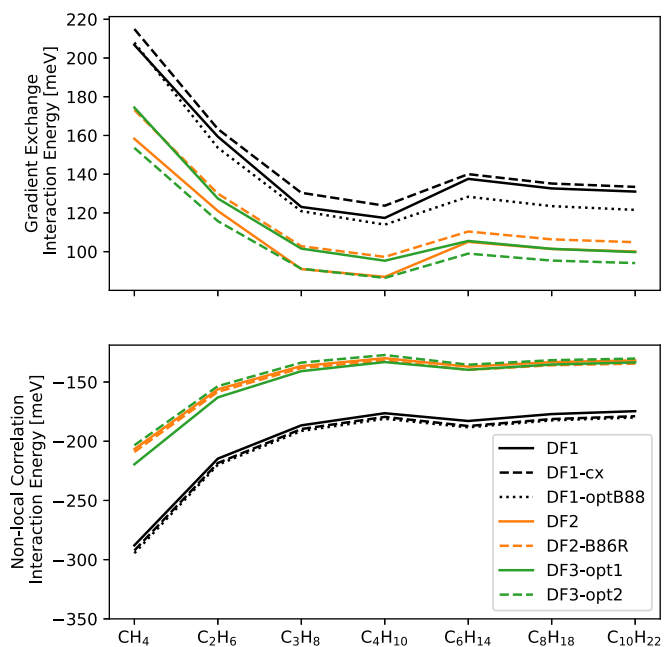 Gradient Exchange
Interaction Energy [meV]
220
200
180
160
140
120
100
Non-local Correlation
Interaction Energy [meV]
−150
−200
−250
−300
−350
DF1
DF1-cx
DF1-optB88
DF2
DF2-B86R
DF3-opt1
DF3-opt2
CH₄ C₂H₆ C₃H₈ C₄H₁₀ C₆H₁₄ C₈H₁₈ C₁₀H₂₂